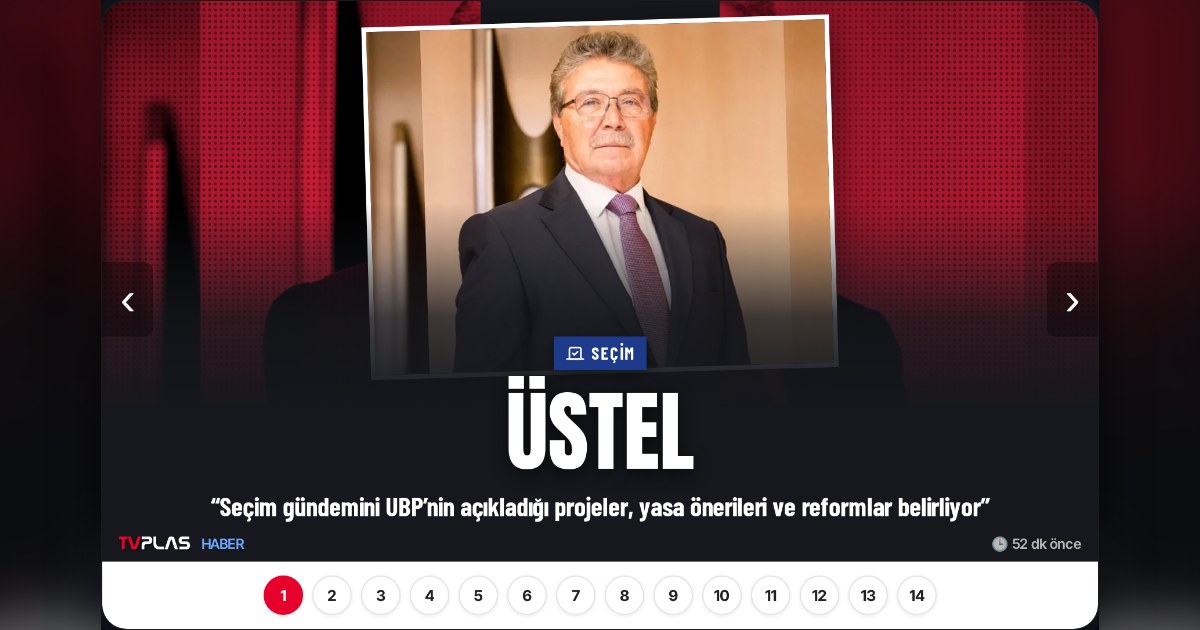 SEÇİM
ÜSTEL
“Seçim gündemini UBP’nin açıkladığı projeler, yasa önerileri ve reformlar belirliyor”
TVPLAS HABER
52 dk önce
1 2 3 4 5 6 7 8 9 10 11 12 13 14